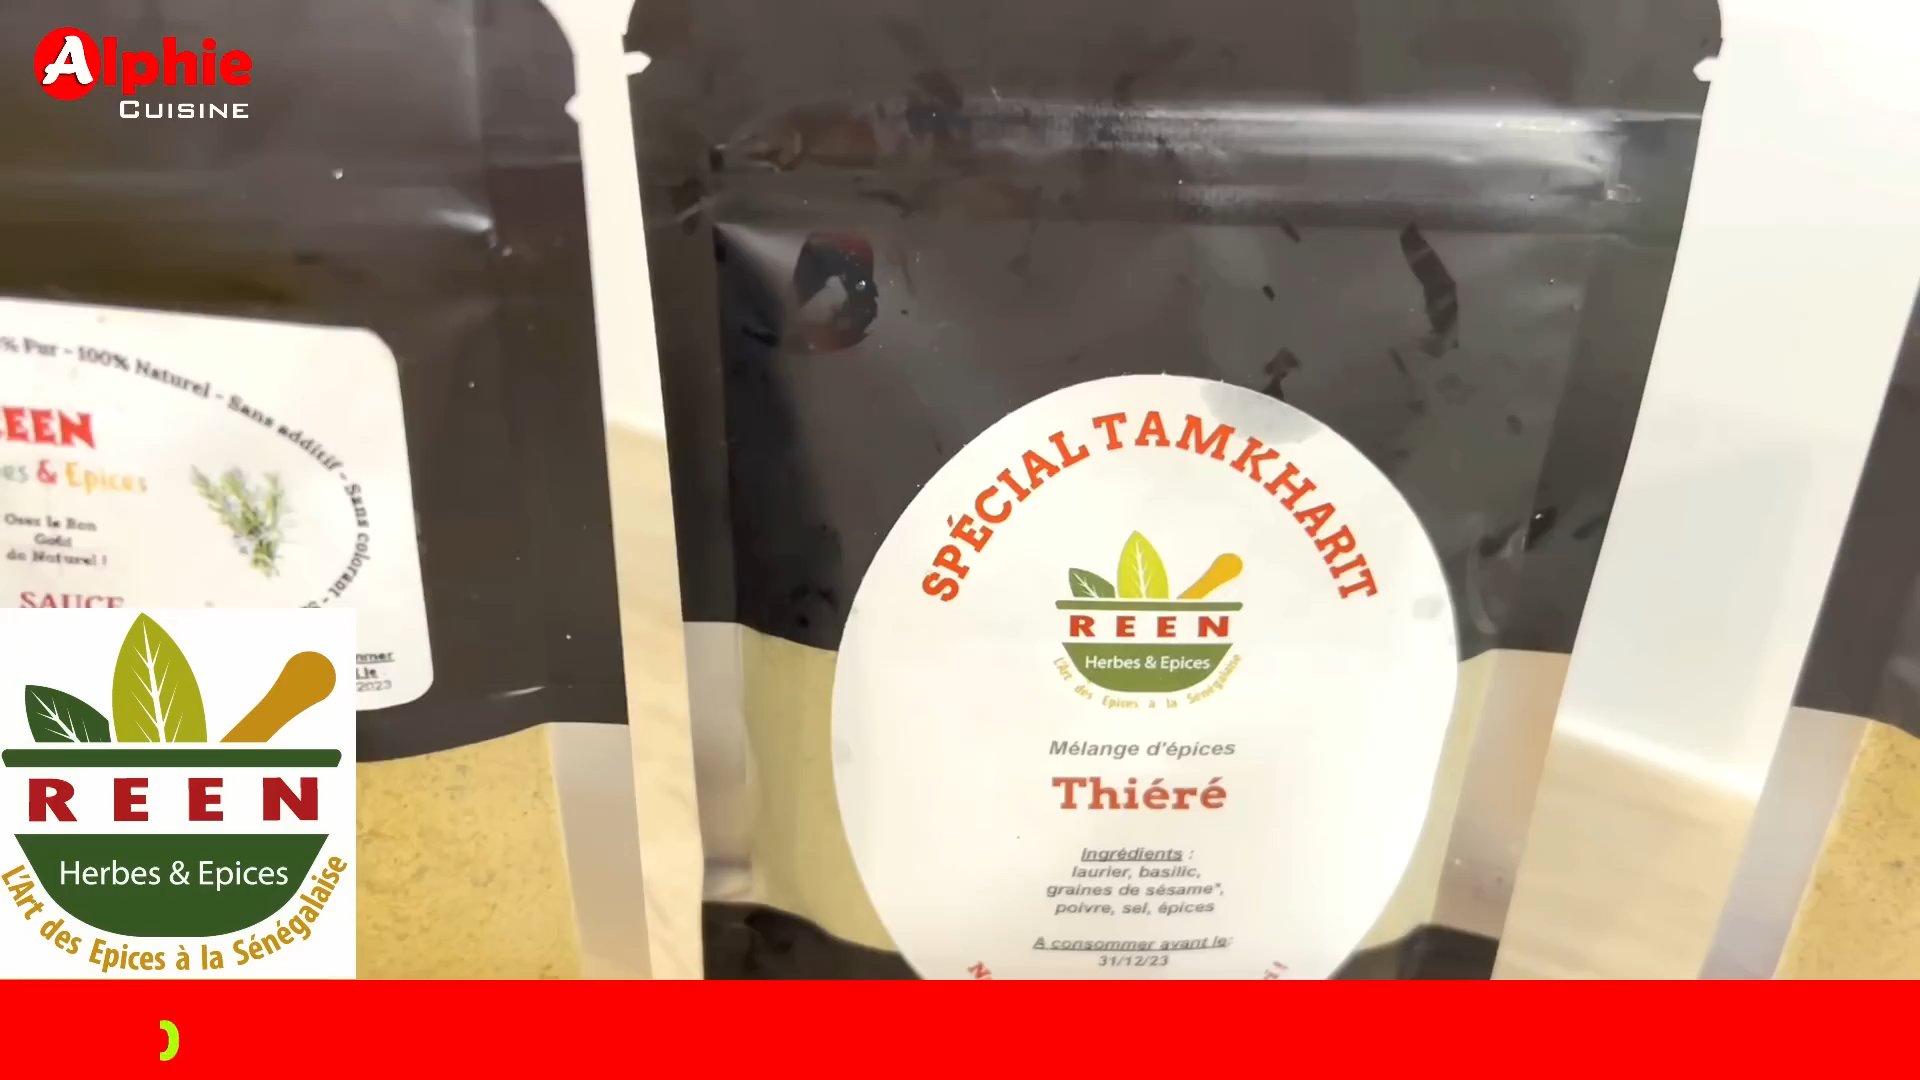 Alphie
CUISINE
% Pur - 100% Naturel - Sans additif - Sans colorant -
EEN
es & Epices
Osez le Bon
Goût
du Naturel !
SAUCE
2023
SPÉCIAL TAMKHARIT
REEN
Herbes & Epices
L'Art des Epices à la Sénégalaise
Mélange d'épices
Thiéré
Ingrédients :
laurier, basilic,
graines de sésame*,
poivre, sel, épices
A consommer avant le:
31/12/23
REEN
Herbes & Epices
L'Art des Epices à la Sénégalaise